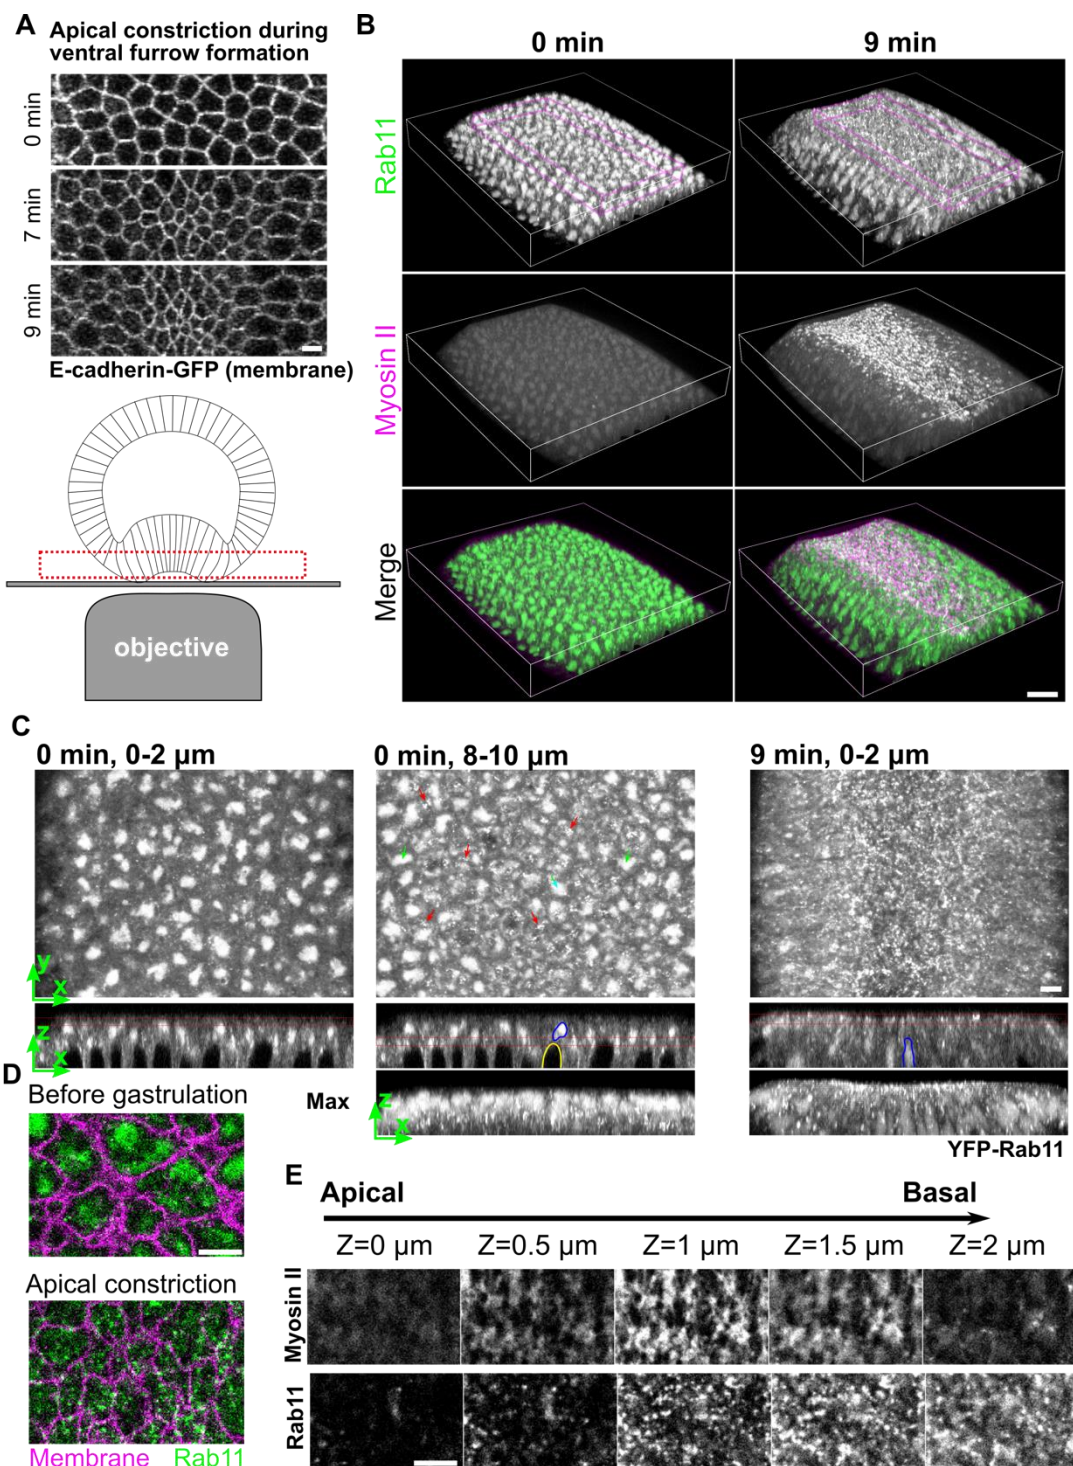 A
Apical constriction during
ventral furrow formation
0 min
7 min
9 min
E-cadherin-GFP (membrane)
objective
B
0 min
9 min
Rab11
Myosin II
Merge
C
0 min, 0-2 µm
0 min, 8-10 µm
9 min, 0-2 µm
y
x
z
x
Max
z
x
YFP-Rab11
D
Before gastrulation
Apical constriction
Membrane Rab11
E
Apical
Basal
Z=0 µm
Z=0.5 µm
Z=1 µm
Z=1.5 µm
Z=2 µm
Myosin II
Rab11